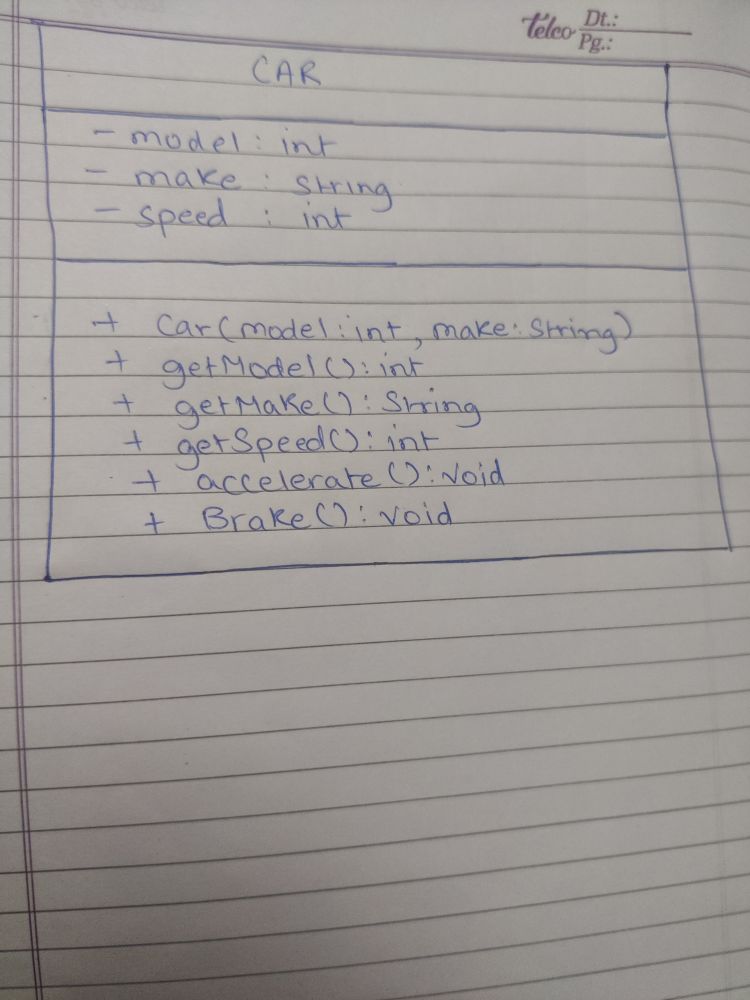 Telco Dt.:
Pg.:
CAR
- model : int
- make : String
- speed : int
+ Car(model:int, make:String)
+ getModel():int
+ getMake():String
+ getSpeed():int
+ accelerate():void
+ Brake():void